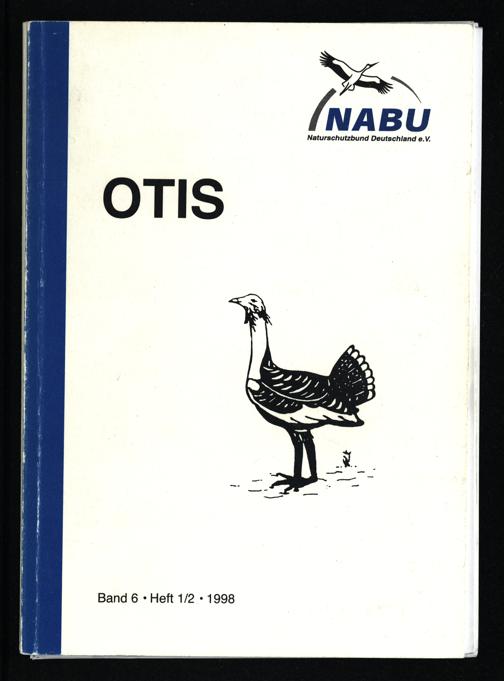 NABU
Naturschutzbund Deutschland e.V.
OTIS
Band 6 • Heft 1/2 • 1998